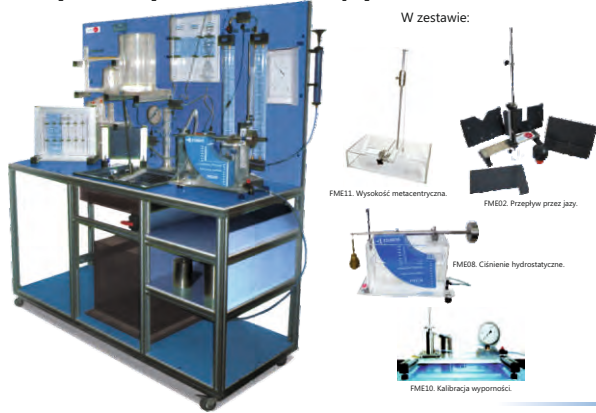 W zestawie:
FME11. Wysokość metacentryczna.
FME02. Przepływ przez jazy.
FME08. Ciśnienie hydrostatyczne.
FME10. Kalibracja wyporności.